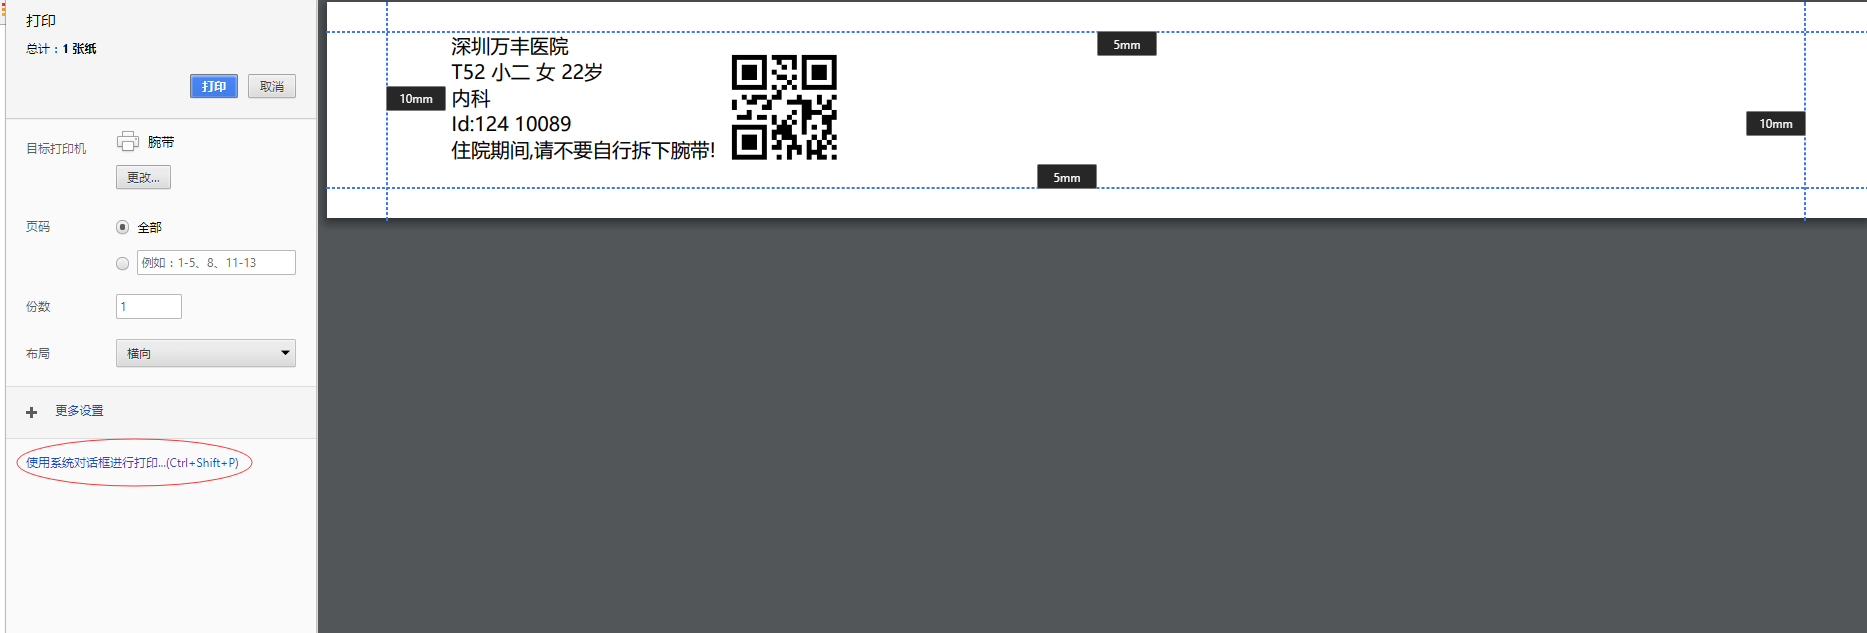 打印
总计：1 张纸
打印
取消
目标打印机
腕带
更改...
页码
全部
例如：1-5、8、11-13
份数
1
布局
横向
更多设置
使用系统对话框进行打印...(Ctrl+Shift+P)
5mm
深圳万丰医院
T52 小二 女 22岁
10mm
内科
Id:124 10089
10mm
住院期间,请不要自行拆下腕带!
5mm